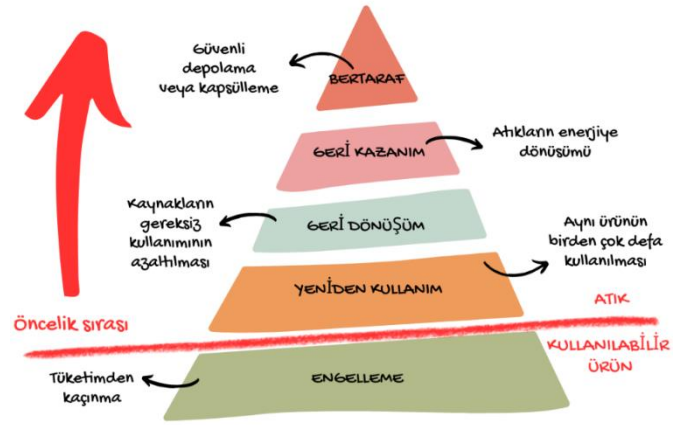 Güvenli
depolama
veya kapsülleme
BERTARAF
GERİ KAZANIM
Atıkların enerjiye
dönüsümü
Kaynakların
gereksiz
kullanımının
azaltılması
GERİ DÖNÜŞÜM
Aynı ürünün
birden çok defa
kullanılması
YENİDEN KULLANIM
Öncelik sırası
ATIK
KULLANILABİLİR
ÜRÜN
Tüketimden
kaçınma
ENGELLEME